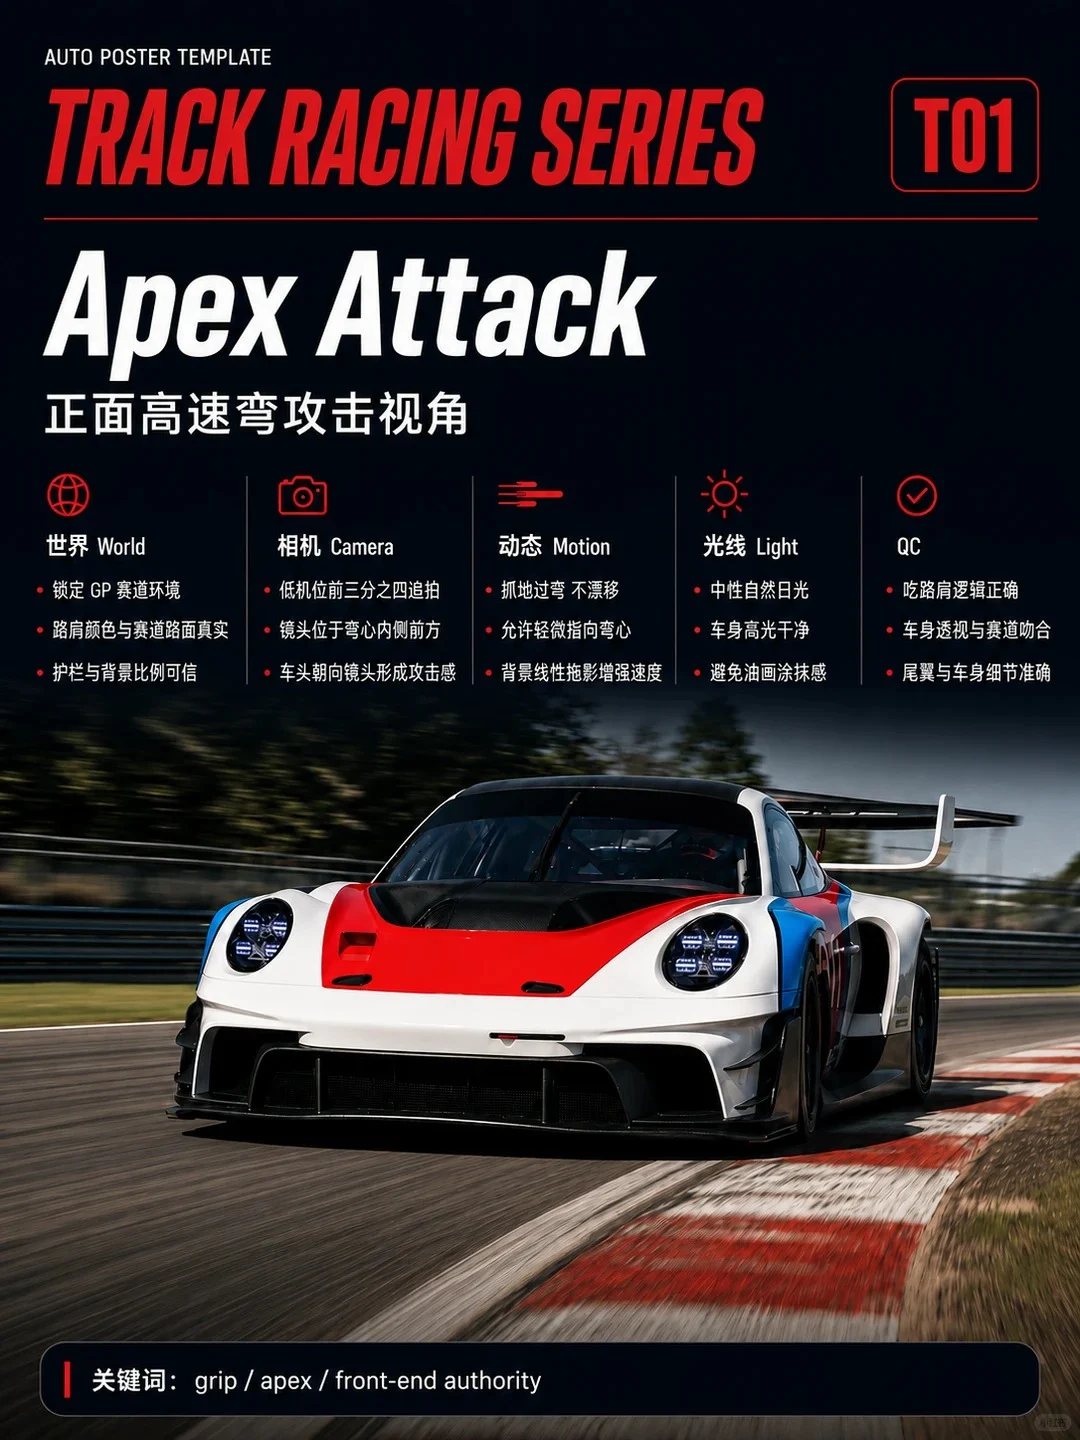 AUTO POSTER TEMPLATE
TRACK RACING SERIES
T01
Apex Attack
正面高速弯攻击视角
世界 World
锁定 GP 赛道环境
路肩颜色与赛道路面真实
护栏与背景比例可信
相机 Camera
低机位前三分之四追拍
镜头位于弯心内侧前方
车头朝向镜头形成攻击感
动态 Motion
抓地过弯 不漂移
允许轻微指向弯心
背景线性拖影增强速度
光线 Light
中性自然日光
车身高光干净
避免油画涂抹感
QC
吃路肩逻辑正确
车身透视与赛道吻合
尾翼与车身细节准确
关键词： grip / apex / front-end authority
小红书